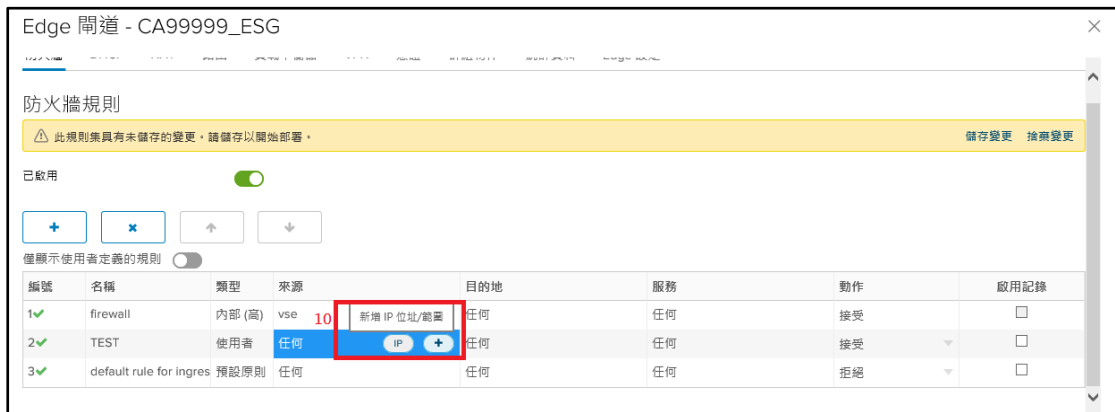 Edge 閘道 - CA99999_ESG
防火牆規則
此規則集具有未儲存的變更。請儲存以開始部署。 儲存變更 捨棄變更
已啟用
僅顯示使用者定義的規則
編號 名稱 類型 來源 目的地 服務 動作 啟用記錄
1 firewall 內部 (高) vse 10 新增 IP 位址/範圍 任何 任何 接受
2 TEST 使用者 任何 IP + 任何 任何 接受
3 default rule for ingres 預設原則 任何 任何 任何 拒絕